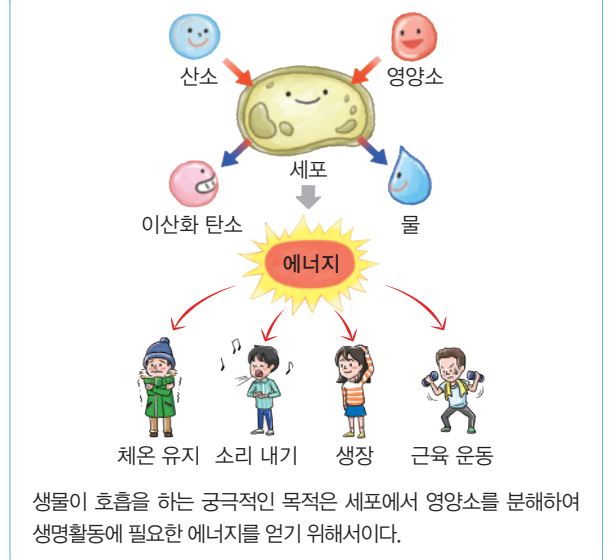 산소
영양소
세포
이산화 탄소
물
에너지
체온 유지
소리 내기
생장
근육 운동
생물이 호흡을 하는 궁극적인 목적은 세포에서 영양소를 분해하여
생명활동에 필요한 에너지를 얻기 위해서이다.